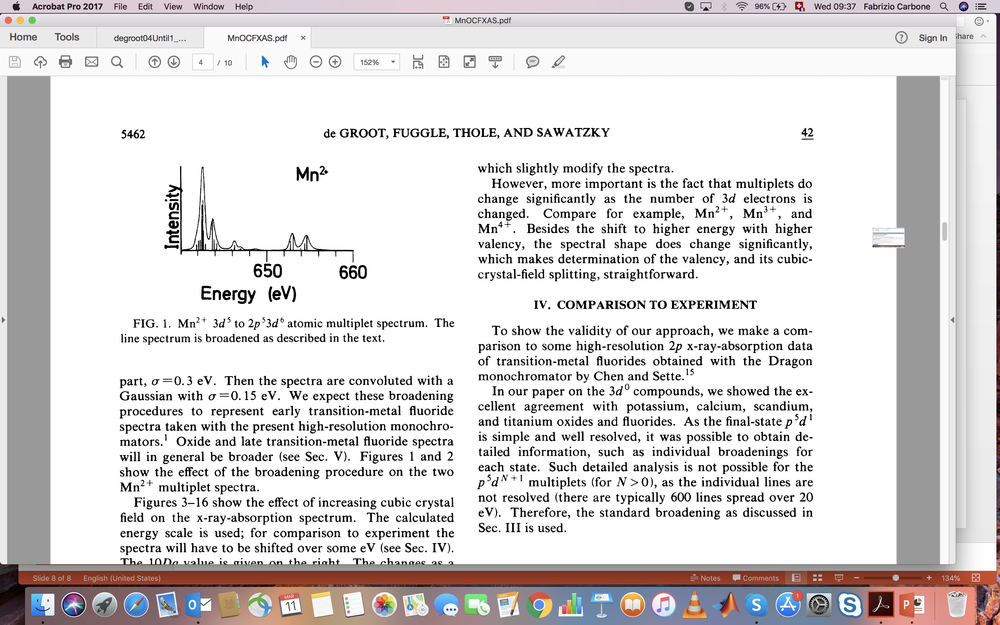 Acrobat Pro 2017 File Edit View Window Help 96% Wed 09:37 Fabrizio Carbone
MnOCFXAS.pdf
Home Tools degroot04Until1_... MnOCFXAS.pdf × ? Sign In Share
4 / 10 152%
5462 de GROOT, FUGGLE, THOLE, AND SAWATZKY 42
Mn²⁺
Intensity
650 660
Energy (eV)
FIG. 1. Mn²⁺ 3d⁵ to 2p⁵3d⁶ atomic multiplet spectrum. The
line spectrum is broadened as described in the text.
part, σ=0.3 eV. Then the spectra are convoluted with a
Gaussian with σ=0.15 eV. We expect these broadening
procedures to represent early transition-metal fluoride
spectra taken with the present high-resolution monochro-
mators.¹ Oxide and late transition-metal fluoride spectra
will in general be broader (see Sec. V). Figures 1 and 2
show the effect of the broadening procedure on the two
Mn²⁺ multiplet spectra.
Figures 3–16 show the effect of increasing cubic crystal
field on the x-ray-absorption spectrum. The calculated
energy scale is used; for comparison to experiment the
spectra will have to be shifted over some eV (see Sec. IV).
The 10Dq value is given on the right. The changes as a
which slightly modify the spectra.
However, more important is the fact that multiplets do
change significantly as the number of 3d electrons is
changed. Compare for example, Mn²⁺, Mn³⁺, and
Mn⁴⁺. Besides the shift to higher energy with higher
valency, the spectral shape does change significantly,
which makes determination of the valency, and its cubic-
crystal-field splitting, straightforward.
IV. COMPARISON TO EXPERIMENT
To show the validity of our approach, we make a com-
parison to some high-resolution 2p x-ray-absorption data
of transition-metal fluorides obtained with the Dragon
monochromator by Chen and Sette.¹⁵
In our paper on the 3d⁰ compounds, we showed the ex-
cellent agreement with potassium, calcium, scandium,
and titanium oxides and fluorides. As the final-state p⁵d¹
is simple and well resolved, it was possible to obtain de-
tailed information, such as individual broadenings for
each state. Such detailed analysis is not possible for the
p⁵dᴺ⁺¹ multiplets (for N>0), as the individual lines are
not resolved (there are typically 600 lines spread over 20
eV). Therefore, the standard broadening as discussed in
Sec. III is used.
Slide 8 of 8 English (United States) Notes Comments 134%
MAR
11
PAGES
3D
1